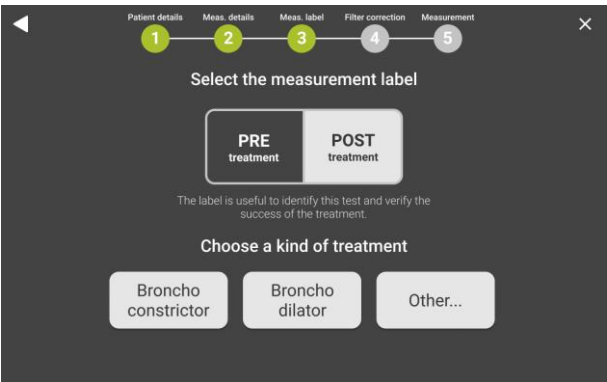 Patient details Meas. details Meas. label Filter correction Measurement
1 2 3 4 5
Select the measurement label
PRE
treatment
POST
treatment
The label is useful to identify this test and verify the
success of the treatment.
Choose a kind of treatment
Broncho
constrictor
Broncho
dilator
Other...